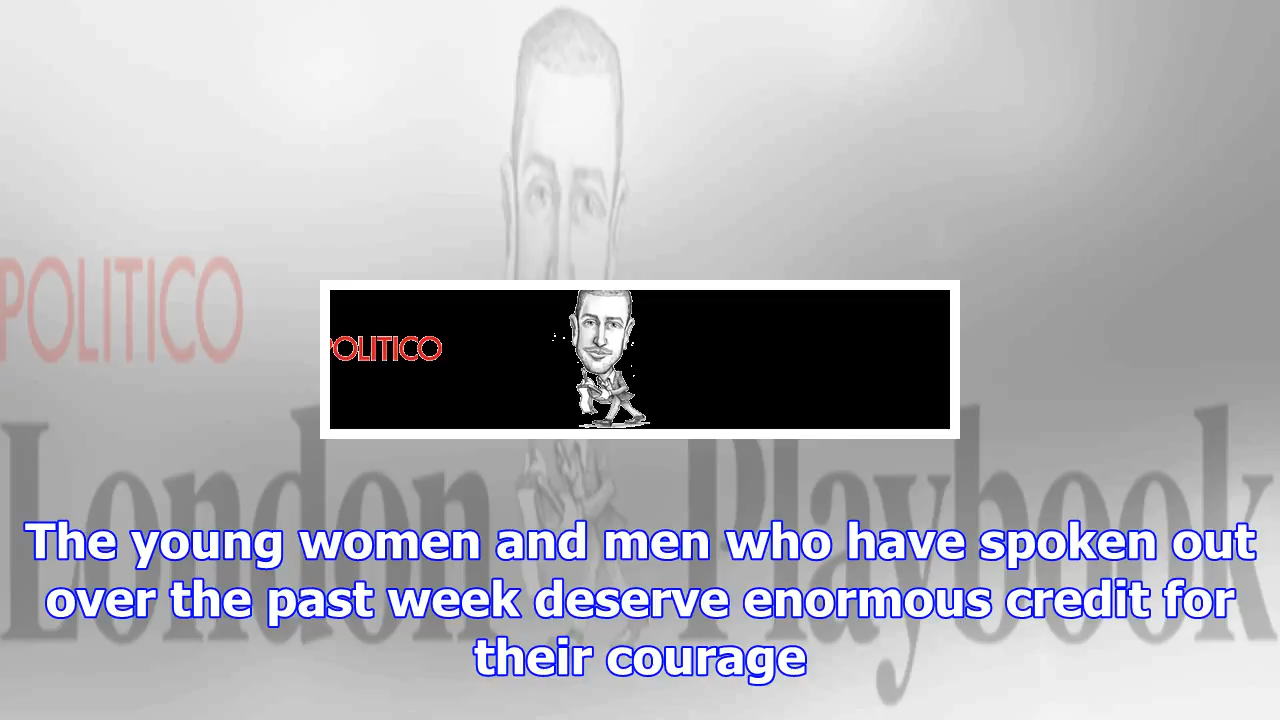 POLITICO
POLITICO
London Playbook
The young women and men who have spoken out
over the past week deserve enormous credit for
their courage